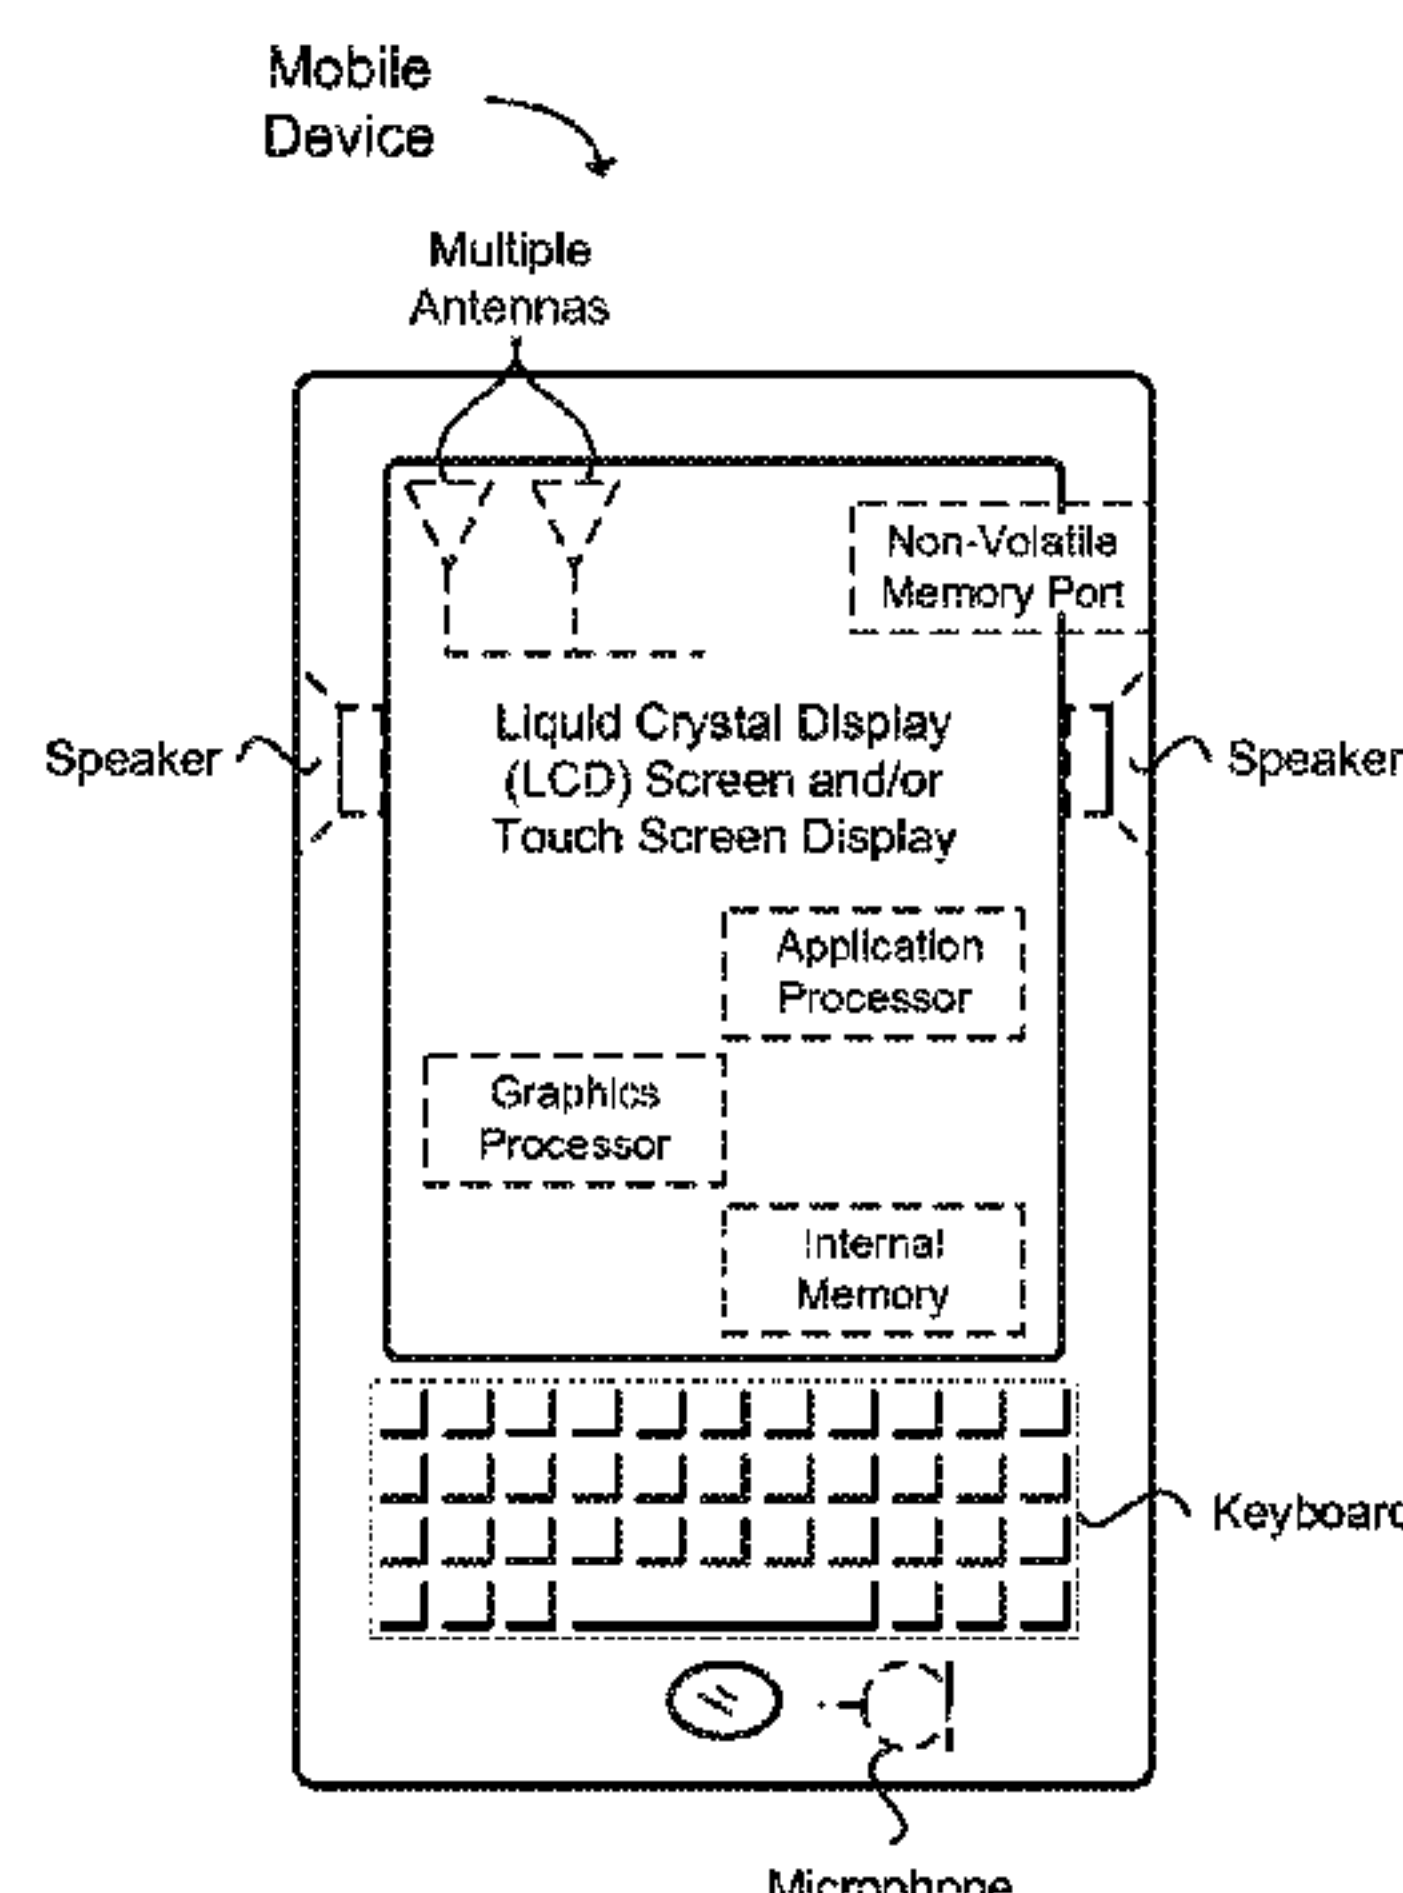 Mobile
Device
Multiple
Antennas
Non-Volatile
Memory Port
Liquid Crystal Display
(LCD) Screen and/or
Touch Screen Display
Speaker
Speaker
Application
Processor
Graphics
Processor
Internal
Memory
Keyboard
Microphone